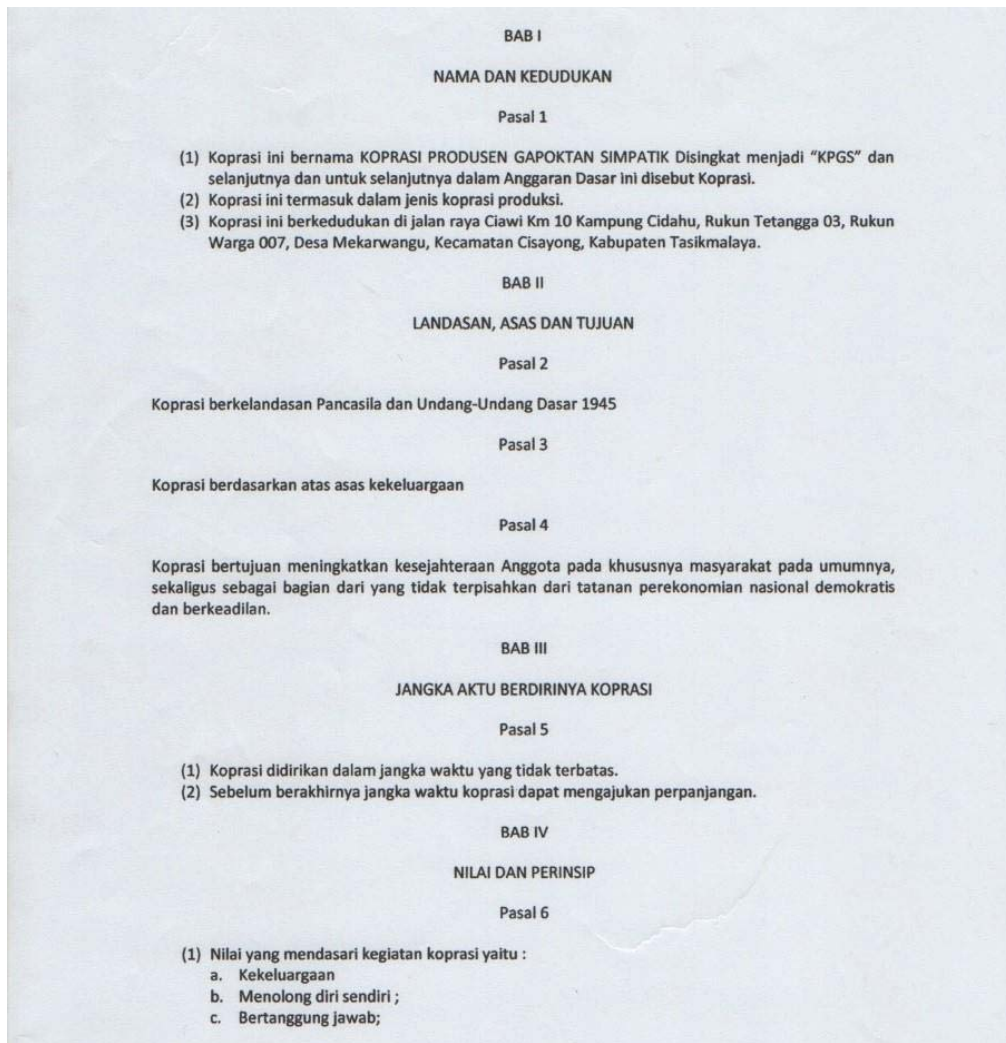 BAB I
NAMA DAN KEDUDUKAN
Pasal 1
(1) Koprasi ini bernama KOPRASI PRODUSEN GAPOKTAN SIMPATIK Disingkat menjadi “KPGS” dan
selanjutnya dan untuk selanjutnya dalam Anggaran Dasar ini disebut Koprasi.
(2) Koprasi ini termasuk dalam jenis koprasi produksi.
(3) Koprasi ini berkedudukan di jalan raya Ciawi Km 10 Kampung Cidahu, Rukun Tetangga 03, Rukun
Warga 007, Desa Mekarwangu, Kecamatan Cisayong, Kabupaten Tasikmalaya.
BAB II
LANDASAN, ASAS DAN TUJUAN
Pasal 2
Koprasi berkelandasan Pancasila dan Undang-Undang Dasar 1945
Pasal 3
Koprasi berdasarkan atas asas kekeluargaan
Pasal 4
Koprasi bertujuan meningkatkan kesejahteraan Anggota pada khususnya masyarakat pada umumnya,
sekaligus sebagai bagian dari yang tidak terpisahkan dari tatanan perekonomian nasional demokratis
dan berkeadilan.
BAB III
JANGKA AKTU BERDIRINYA KOPRASI
Pasal 5
(1) Koprasi didirikan dalam jangka waktu yang tidak terbatas.
(2) Sebelum berakhirnya jangka waktu koprasi dapat mengajukan perpanjangan.
BAB IV
NILAI DAN PERINSIP
Pasal 6
(1) Nilai yang mendasari kegiatan koprasi yaitu :
a. Kekeluargaan
b. Menolong diri sendiri ;
c. Bertanggung jawab;